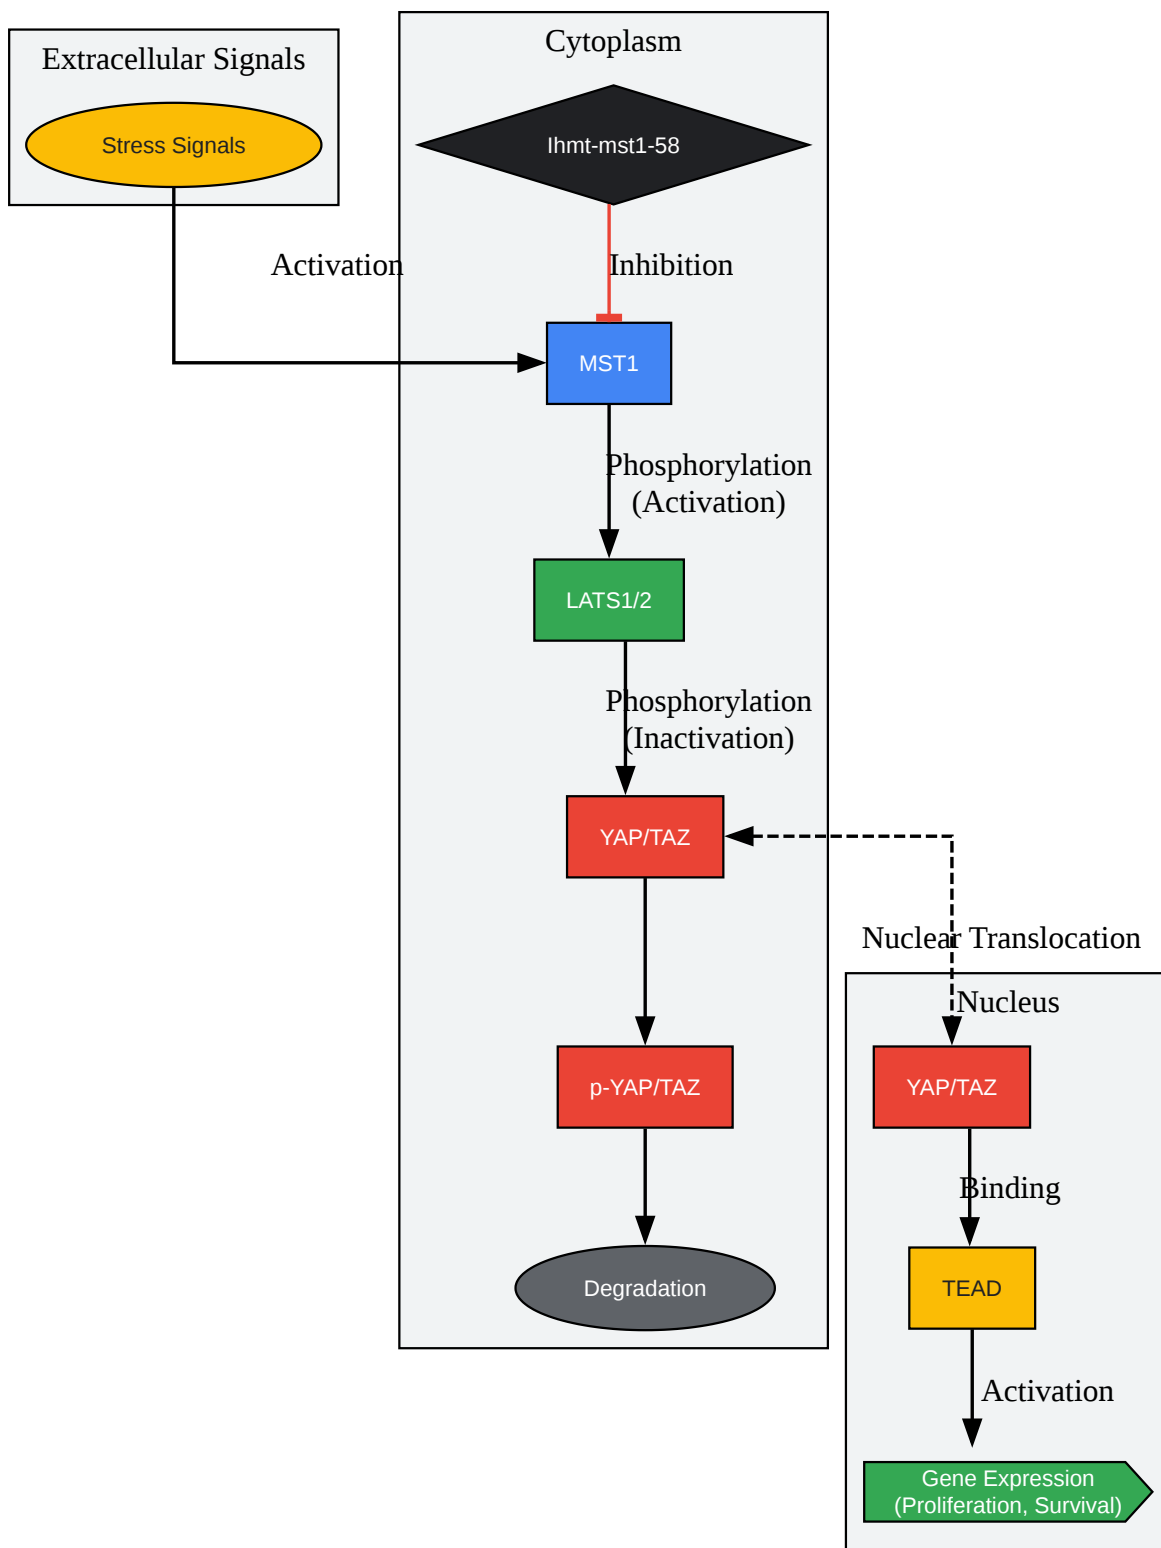 Extracellular Signals
Stress Signals
Cytoplasm
Ihmt-mst1-58
Activation
Inhibition
MST1
Phosphorylation
(Activation)
LATS1/2
Phosphorylation
(Inactivation)
YAP/TAZ
Nuclear Translocation
Nucleus
p-YAP/TAZ
YAP/TAZ
Binding
Degradation
TEAD
Activation
Gene Expression
(Proliferation, Survival)